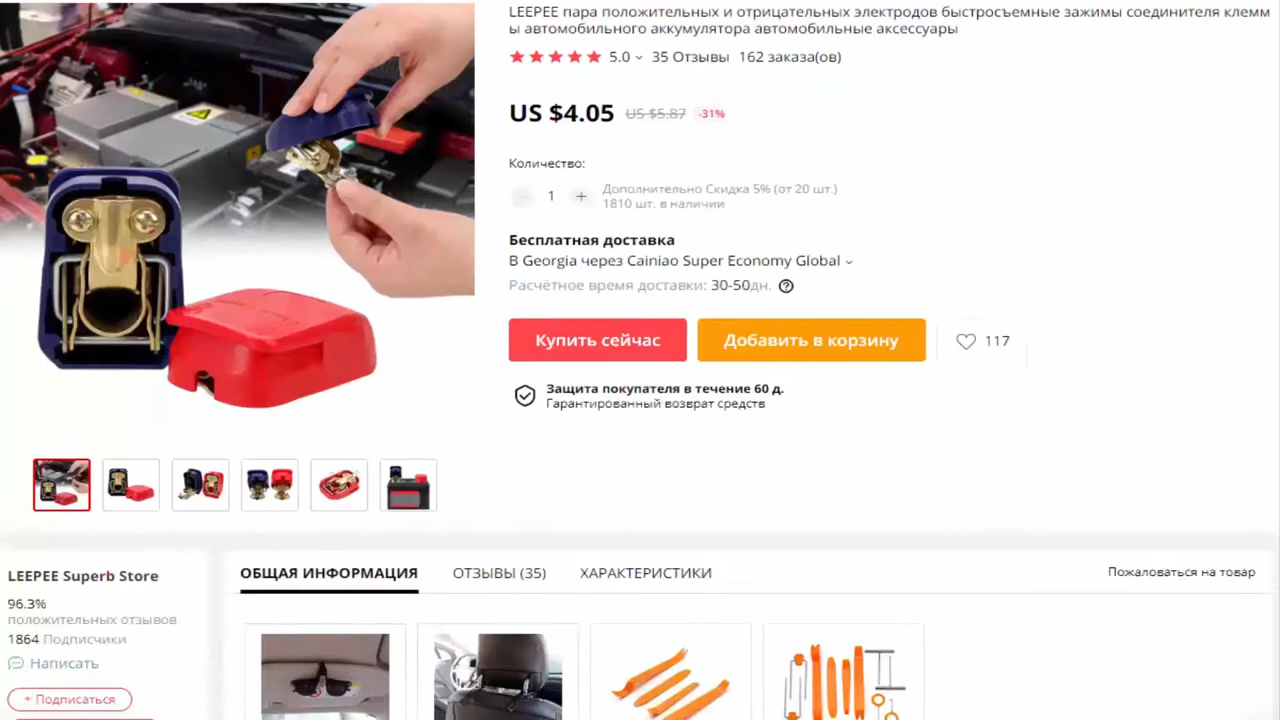 LEEPEE пара положительных и отрицательных электродов быстросъемные зажимы соединителя клемм
ы автомобильного аккумулятора автомобильные аксессуары
5.0 35 Отзывы 162 заказа(ов)
US $4.05 US $5.87 -31%
Количество:
1 + Дополнительно Скидка 5% (от 20 шт.)
1810 шт. в наличии
Бесплатная доставка
В Georgia через Cainiao Super Economy Global
Расчётное время доставки: 30-50дн.
Купить сейчас Добавить в корзину 117
Защита покупателя в течение 60 д.
Гарантированный возврат средств
LEEPEE Superb Store
96.3%
положительных отзывов
1864 Подписчики
Написать
+ Подписаться
ОБЩАЯ ИНФОРМАЦИЯ ОТЗЫВЫ (35) ХАРАКТЕРИСТИКИ Пожаловаться на товар